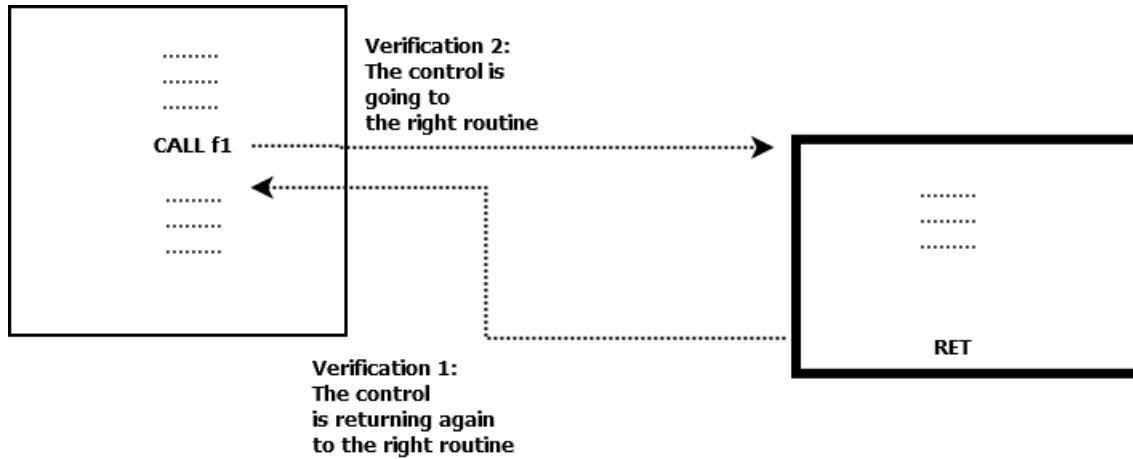 Verification 2:
The control is
going to
the right routine
.........
.........
.........
CALL f1
.........
.........
.........
.........
.........
.........
RET
Verification 1:
The control
is returning again
to the right routine